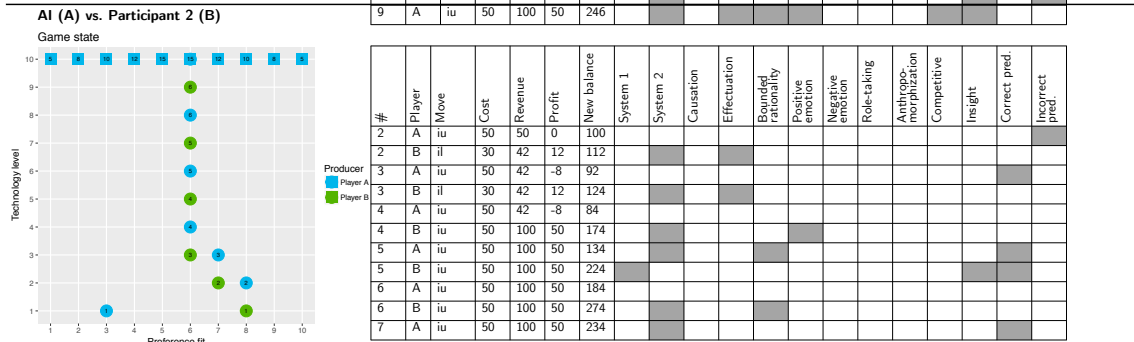 9 A iu 50 100 50 246
AI (A) vs. Participant 2 (B)
Game state
Technology level
10
9
8
7
6
5
4
3
2
1
5 8 10 12 15 15 12 10 8 5
6
6
5
5
4
4
3 3
2 2
1 1
1 2 3 4 5 6 7 8 9 10
Preference fit
Producer
Player A
Player B
# Player Move Cost Revenue Profit New balance System 1 System 2 Causation Effectuation Bounded rationality Positive emotion Negative emotion Role-taking Anthropo-morphization Competitive Insight Correct pred. Incorrect pred.
2 A iu 50 50 0 100
2 B il 30 42 12 112
3 A iu 50 42 -8 92
3 B il 30 42 12 124
4 A iu 50 42 -8 84
4 B iu 50 100 50 174
5 A iu 50 100 50 134
5 B iu 50 100 50 224
6 A iu 50 100 50 184
6 B iu 50 100 50 274
7 A iu 50 100 50 234